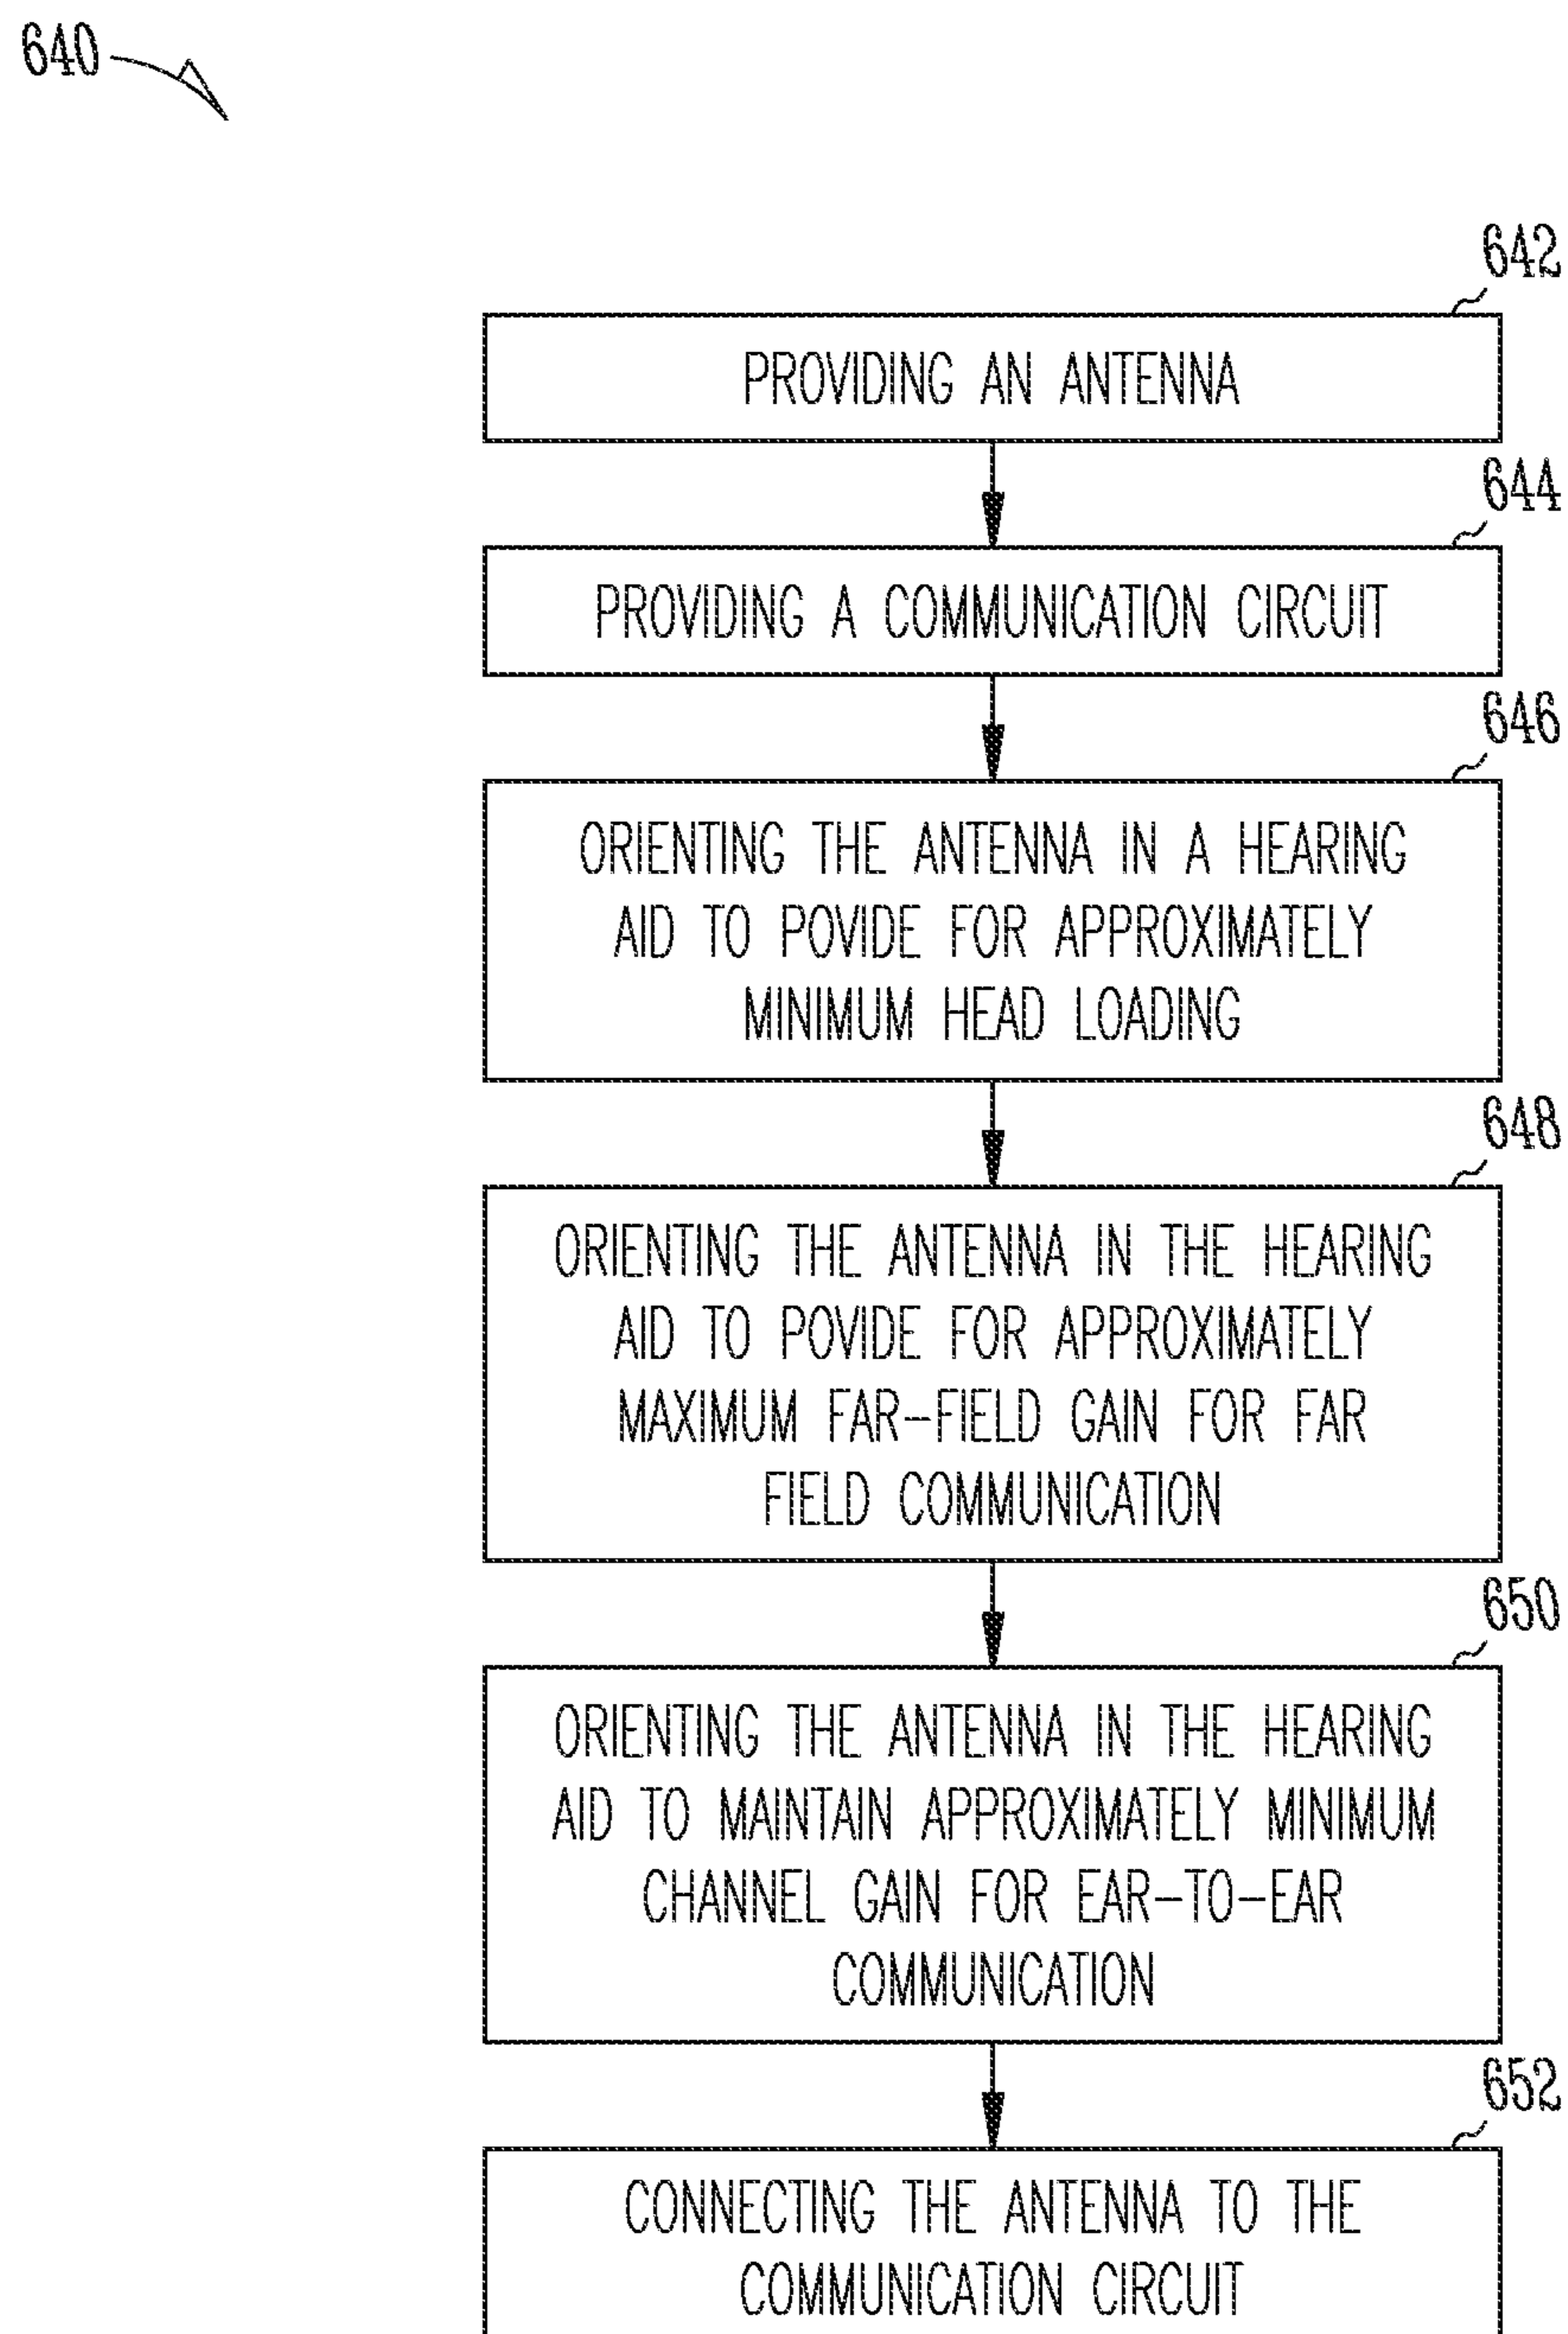 640
642
PROVIDING AN ANTENNA
644
PROVIDING A COMMUNICATION CIRCUIT
646
ORIENTING THE ANTENNA IN A HEARING
AID TO POVIDE FOR APPROXIMATELY
MINIMUM HEAD LOADING
648
ORIENTING THE ANTENNA IN THE HEARING
AID TO POVIDE FOR APPROXIMATELY
MAXIMUM FAR-FIELD GAIN FOR FAR
FIELD COMMUNICATION
650
ORIENTING THE ANTENNA IN THE HEARING
AID TO MAINTAIN APPROXIMATELY MINIMUM
CHANNEL GAIN FOR EAR-TO-EAR
COMMUNICATION
652
CONNECTING THE ANTENNA TO THE
COMMUNICATION CIRCUIT